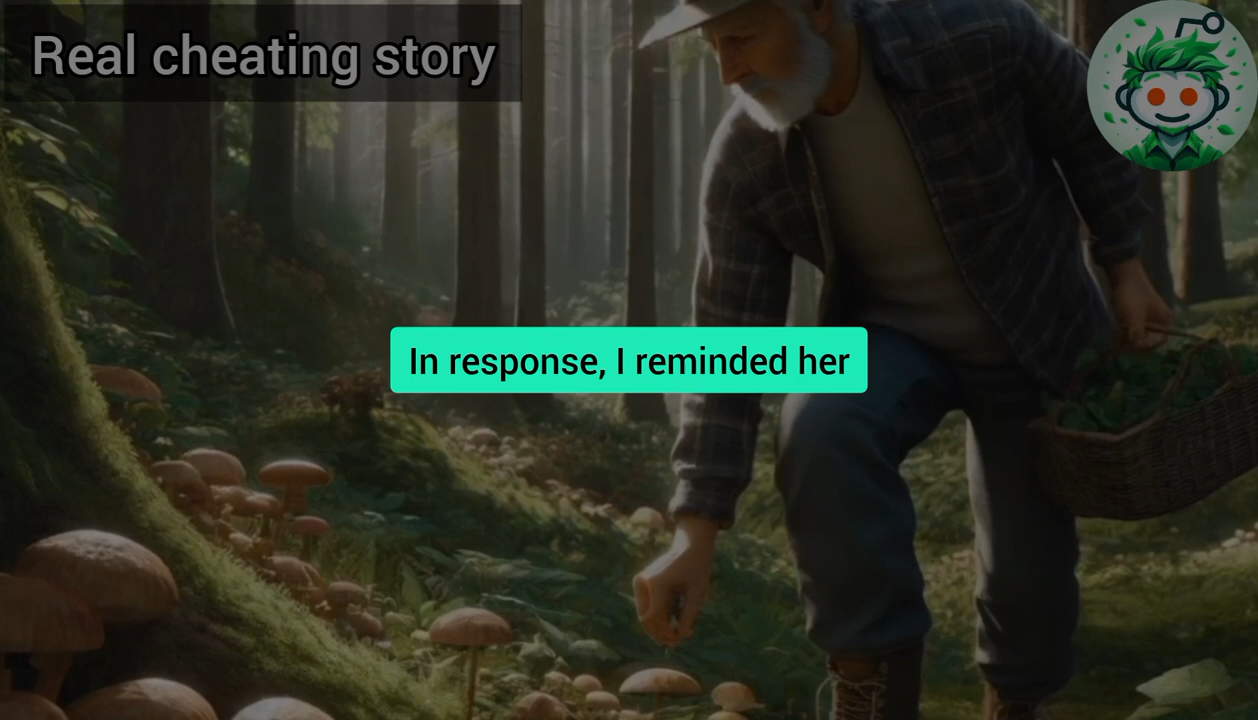 Real cheating story
In response, I reminded her